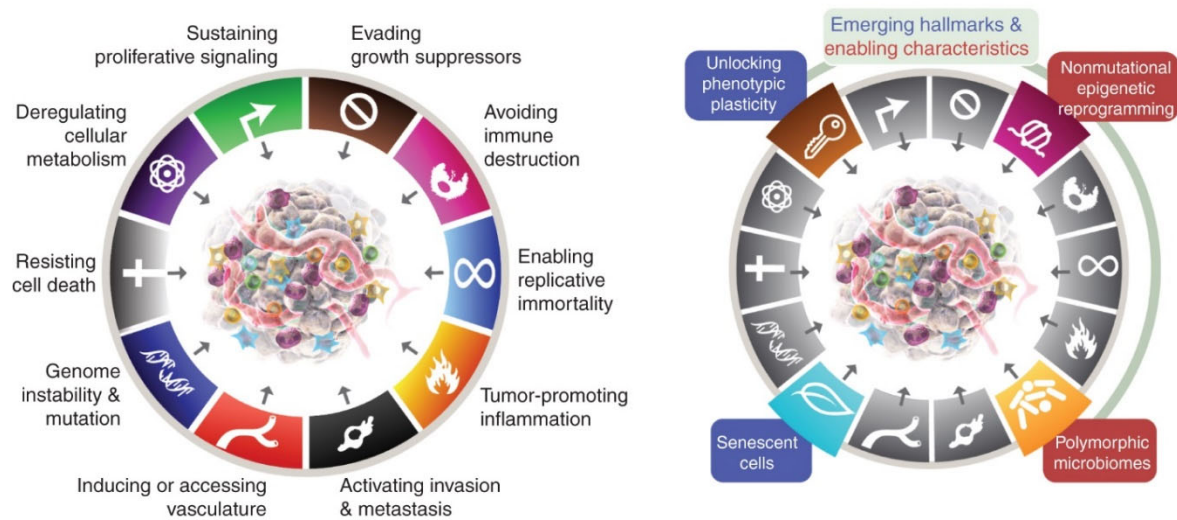 Sustaining
proliferative signaling
Evading
growth suppressors
Deregulating
cellular
metabolism
Avoiding
immune
destruction
Resisting
cell death
Enabling
replicative
immortality
Genome
instability &
mutation
Tumor-promoting
inflammation
Inducing or accessing
vasculature
Activating invasion
& metastasis
Emerging hallmarks &
enabling characteristics
Unlocking
phenotypic
plasticity
Nonmutational
epigenetic
reprogramming
Senescent
cells
Polymorphic
microbiomes